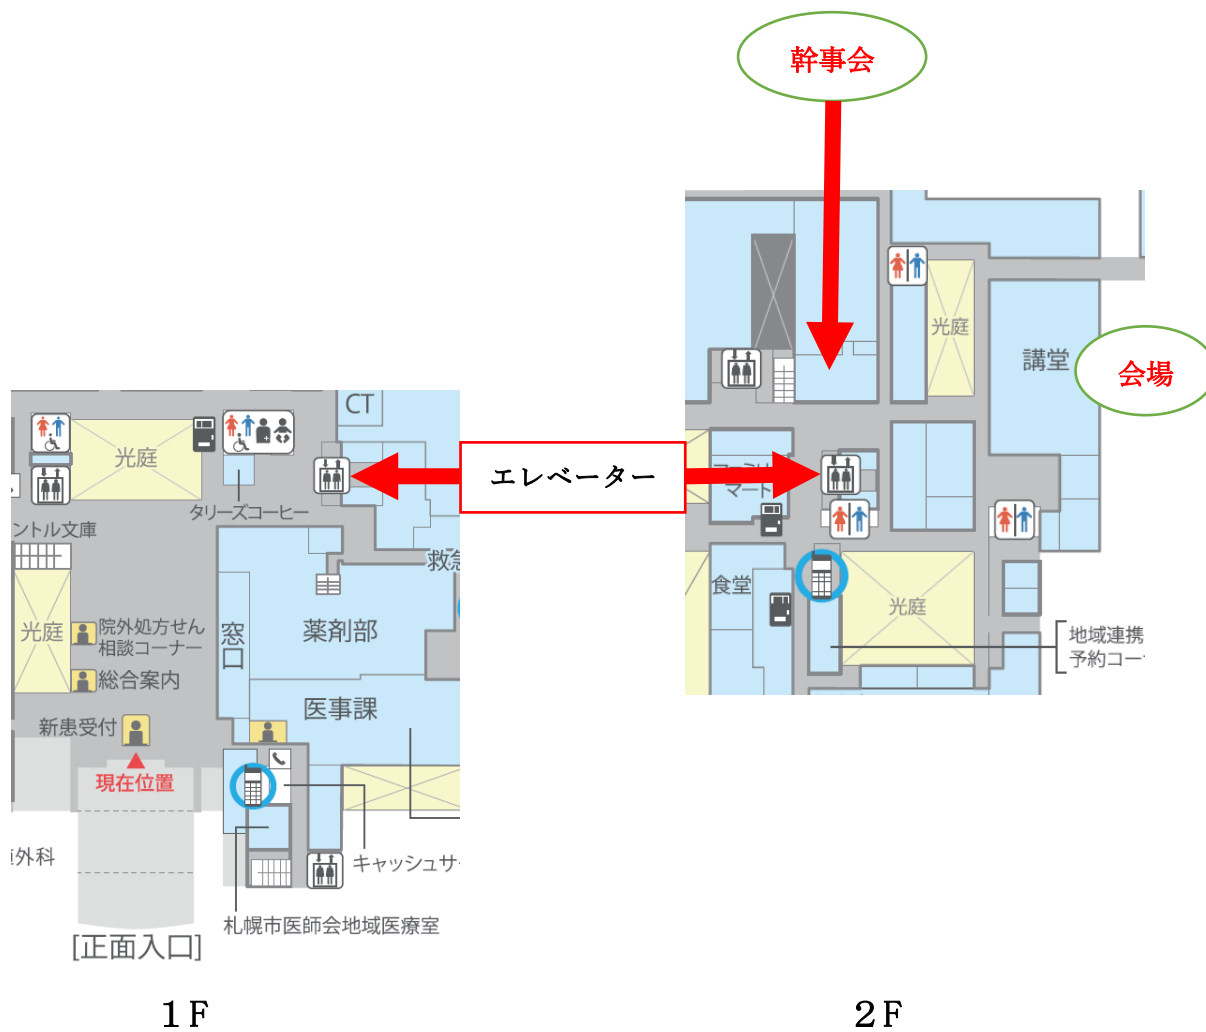 幹事会
光庭
講堂
会場
CT
エレベーター
光庭
タリーズコーヒー
ントル文庫
マート
救急
食堂
光庭
光庭
院外処方せん
相談コーナー
窓口
薬剤部
地域連携
予約コー
総合案内
医事課
新患受付
現在位置
外科
キャッシュサ
札幌市医師会地域医療室
[正面入口]
1F
2F